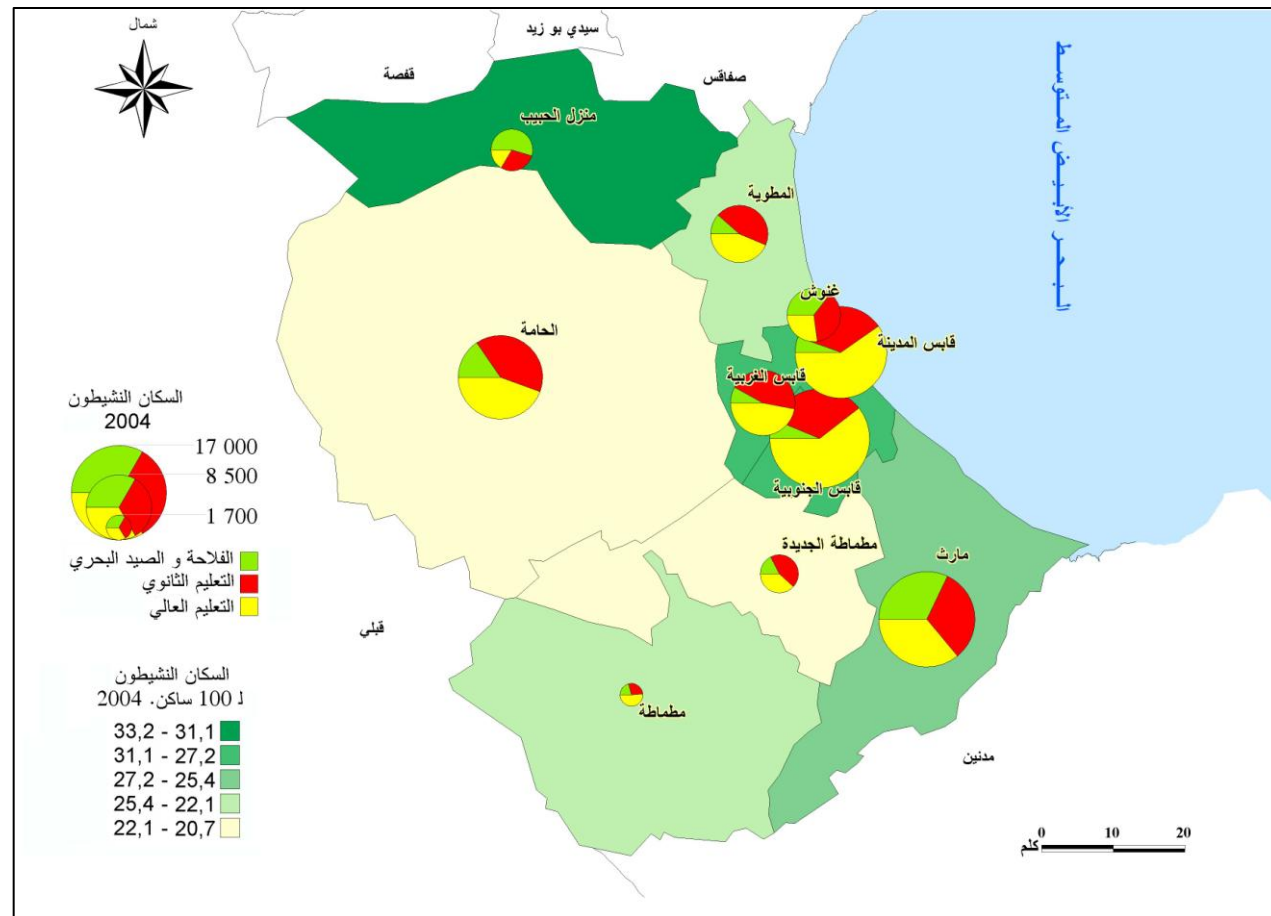 شمال
سيدي بو زيد
قفصة
صفاقس
البحر الأبيض المتوسط
منزل الحبيب
المطوية
غنوش
قابس المدينة
الحامة
قابس الغربية
قابس الجنوبية
السكان النشيطون
2004
17 000
8 500
1 700
الفلاحة و الصيد البحري
التعليم الثانوي
التعليم العالي
مطماطة الجديدة
مارث
قبلي
مطماطة
مدنين
السكان النشيطون
ل 100 ساكن. 2004
33,2 - 31,1
31,1 - 27,2
27,2 - 25,4
25,4 - 22,1
22,1 - 20,7
0 10 20
كلم